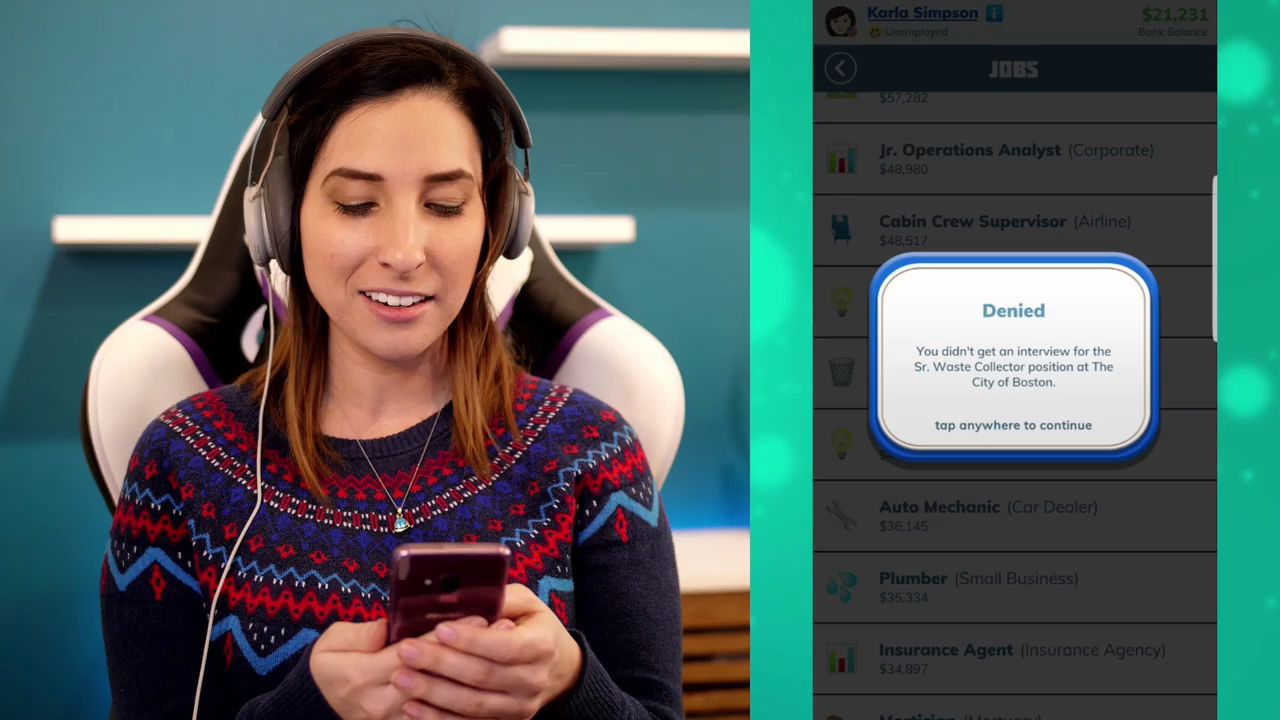 Karla Simpson i
Unemployed
$21,231
Bank Balance
JOBS
$57,282
Jr. Operations Analyst (Corporate)
$48,980
Cabin Crew Supervisor (Airline)
$48,517
Denied
You didn't get an interview for the
Sr. Waste Collector position at The
City of Boston.
tap anywhere to continue
Auto Mechanic (Car Dealer)
$36,145
Plumber (Small Business)
$35,334
Insurance Agent (Insurance Agency)
$34,897